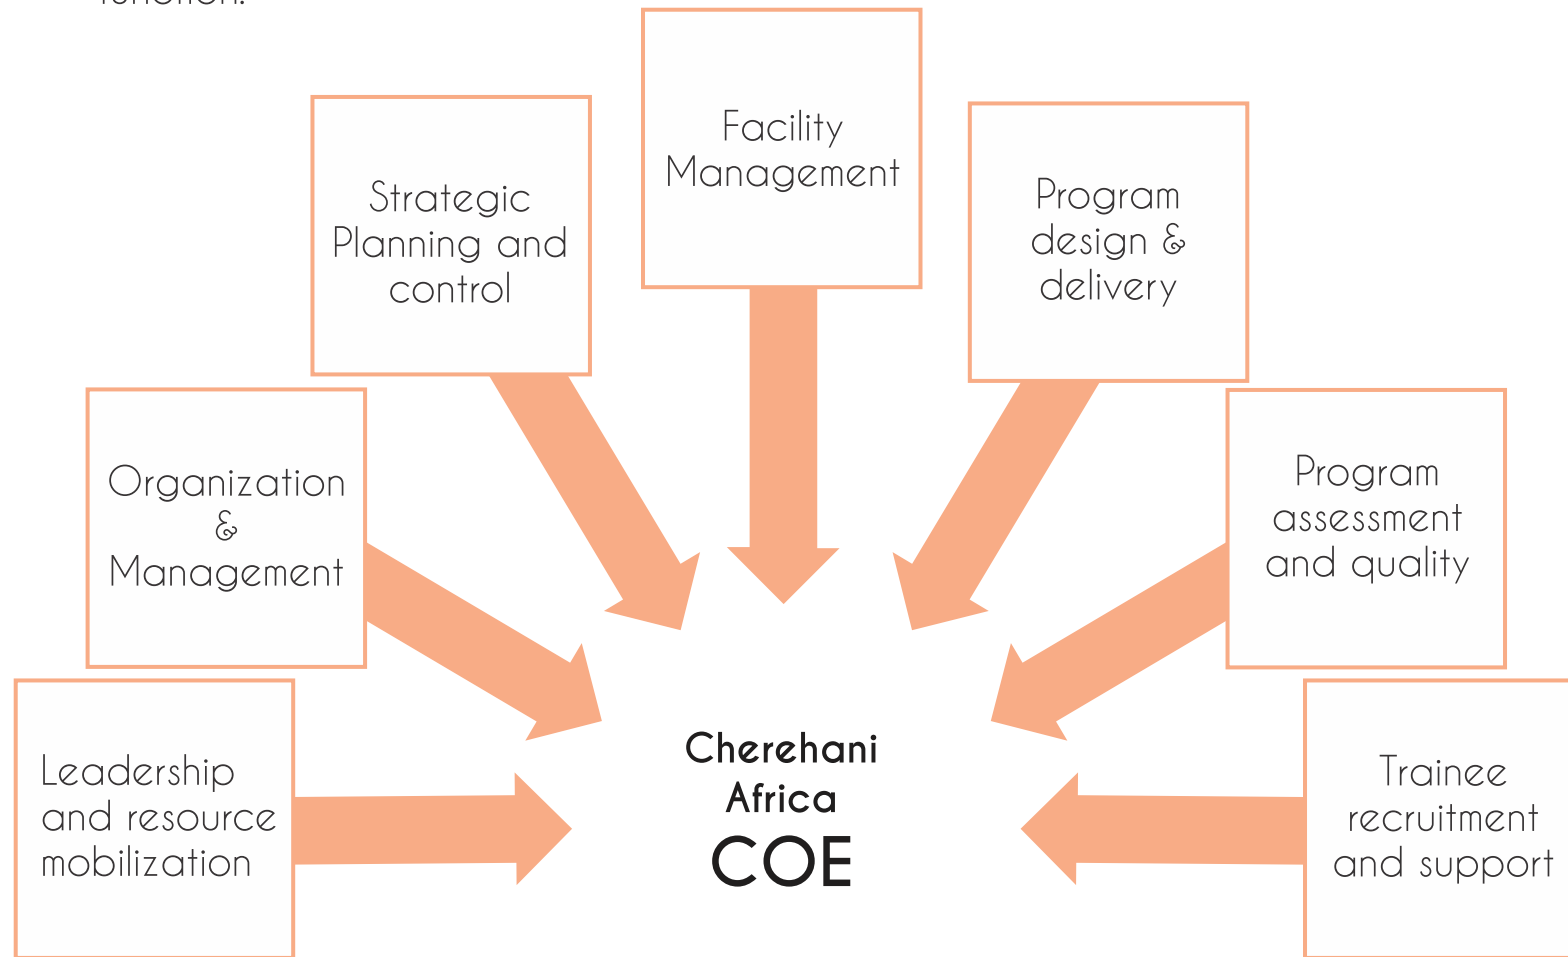 function.
Facility
Management
Strategic
Planning and
control
Program
design &
delivery
Organization
&
Management
Program
assessment
and quality
Leadership
and resource
mobilization
Trainee
recruitment
and support
Cherehani
Africa
COE